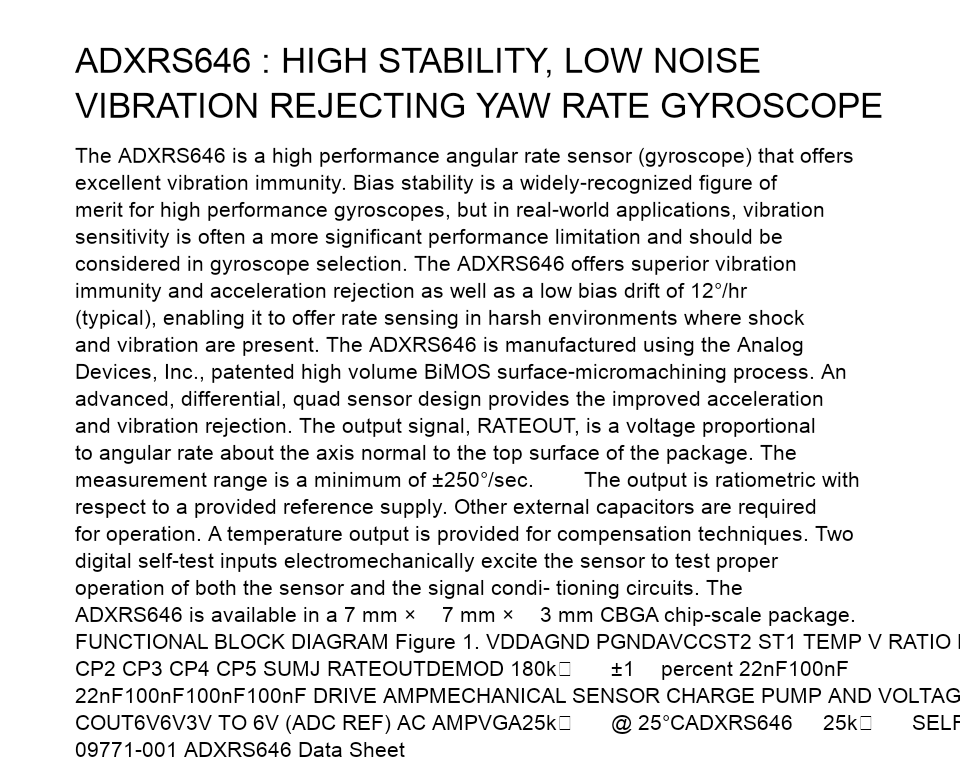 ADXRS646 : HIGH STABILITY, LOW NOISE
VIBRATION REJECTING YAW RATE GYROSCOPE
The ADXRS646 is a high performance angular rate sensor (gyroscope) that offers
excellent vibration immunity. Bias stability is a widely-recognized figure of
merit for high performance gyroscopes, but in real-world applications, vibration
sensitivity is often a more significant performance limitation and should be
considered in gyroscope selection. The ADXRS646 offers superior vibration
immunity and acceleration rejection as well as a low bias drift of 12°/hr
(typical), enabling it to offer rate sensing in harsh environments where shock
and vibration are present. The ADXRS646 is manufactured using the Analog
Devices, Inc., patented high volume BiMOS surface-micromachining process. An
advanced, differential, quad sensor design provides the improved acceleration
and vibration rejection. The output signal, RATEOUT, is a voltage proportional
to angular rate about the axis normal to the top surface of the package. The
measurement range is a minimum of ±250°/sec. The output is ratiometric with
respect to a provided reference supply. Other external capacitors are required
for operation. A temperature output is provided for compensation techniques. Two
digital self-test inputs electromechanically excite the sensor to test proper
operation of both the sensor and the signal condi- tioning circuits. The
ADXRS646 is available in a 7 mm × 7 mm × 3 mm CBGA chip-scale package.
FUNCTIONAL BLOCK DIAGRAM Figure 1. VDDAGND PGNDAVCCST2 ST1 TEMP V RATIO
CP2 CP3 CP4 CP5 SUMJ RATEOUTDEMOD 180k□ ±1 percent 22nF100nF
22nF100nF100nF100nF DRIVE AMPMECHANICAL SENSOR CHARGE PUMP AND VOLTAG
COUT6V6V3V TO 6V (ADC REF) AC AMPVGA25k□ @ 25°CADXRS646 25k□ SELF
09771-001 ADXRS646 Data Sheet